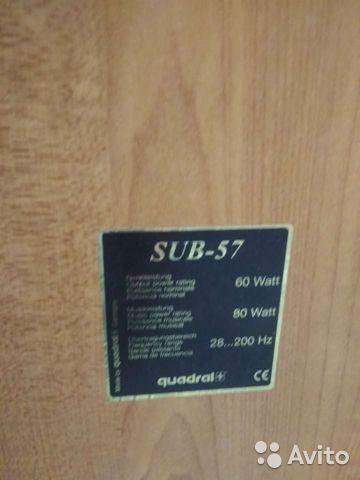 SUB-57
Nennleistung
Output power rating
Puissance nominale
Potencia nominal
60 Watt
Musikleistung
Music power rating
Puissance musicale
Potencia musical
80 Watt
Übertragungsbereich
Frequency range
Bande passante
Gama de frecuencia
28...200 Hz
Made by quadral Germany
quadral
CE
Avito